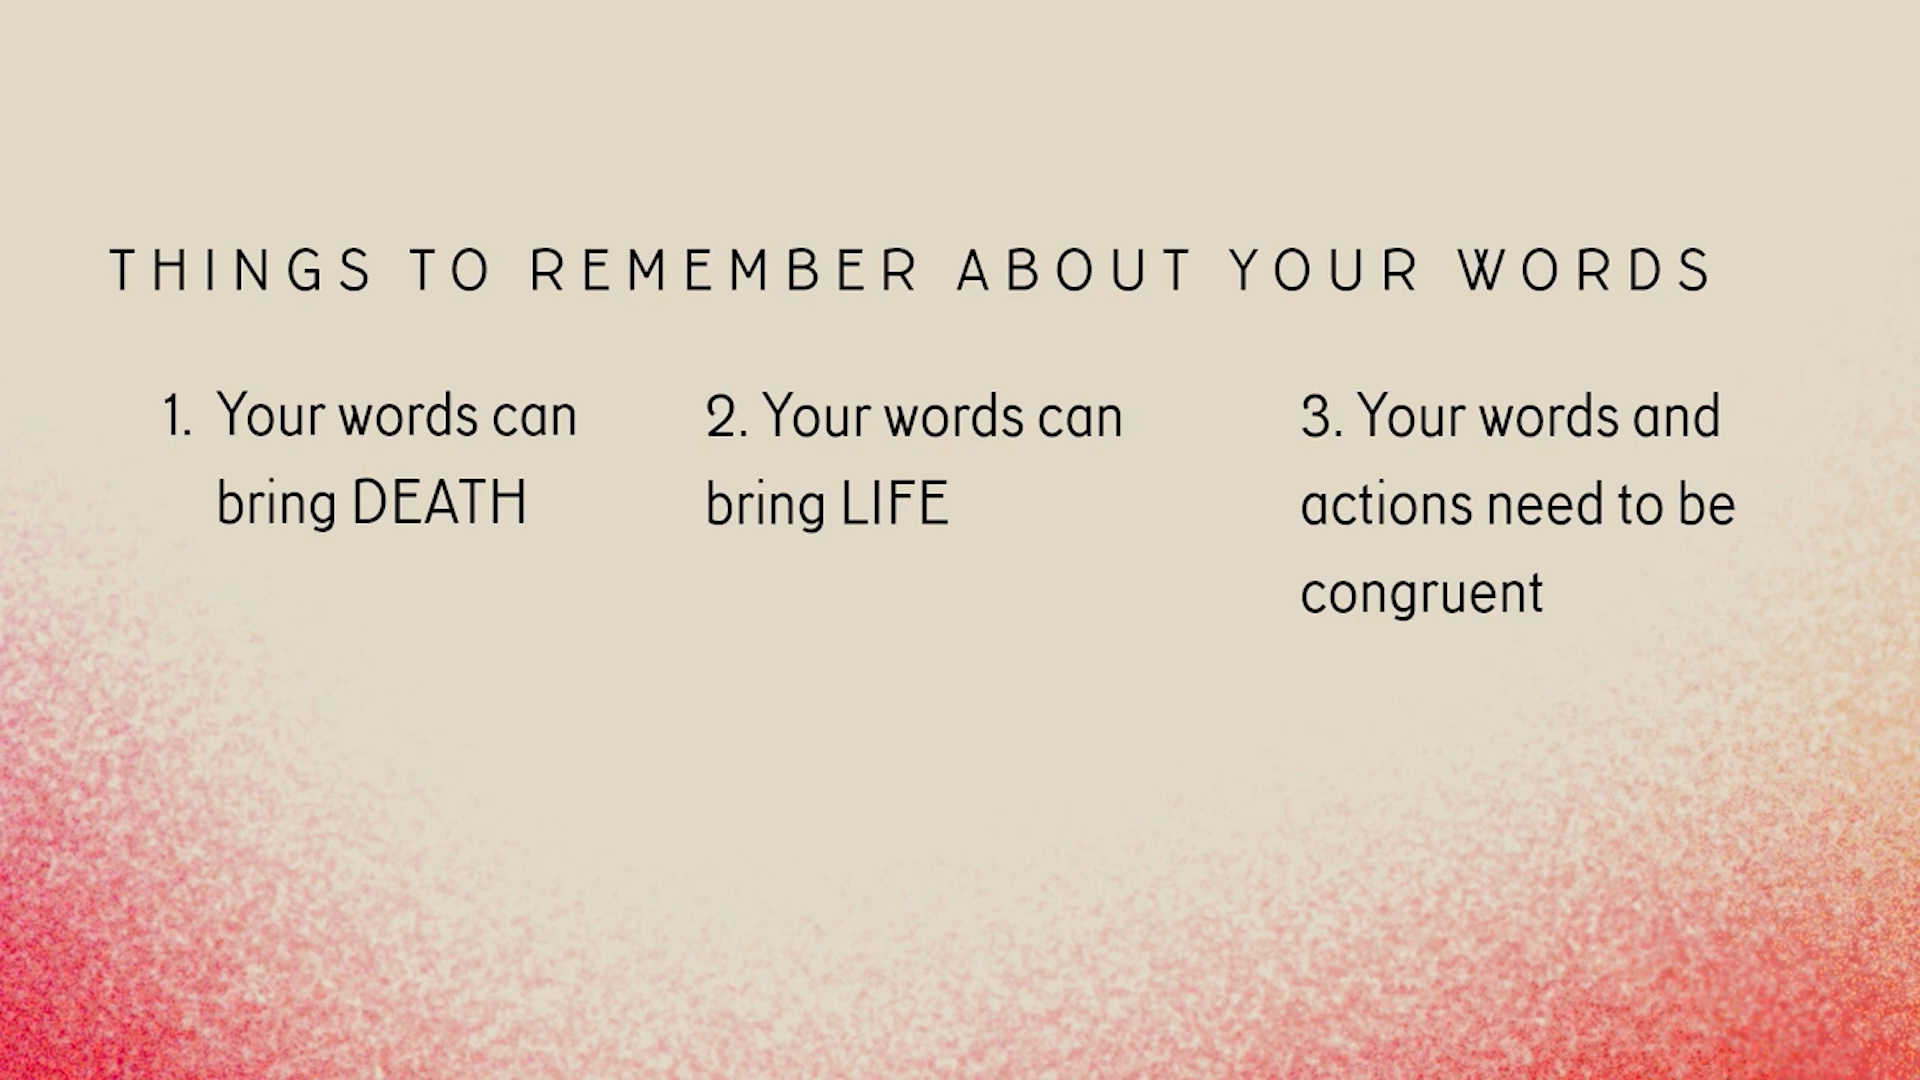 THINGS TO REMEMBER ABOUT YOUR WORDS
1. Your words can
bring DEATH
2. Your words can
bring LIFE
3. Your words and
actions need to be
congruent